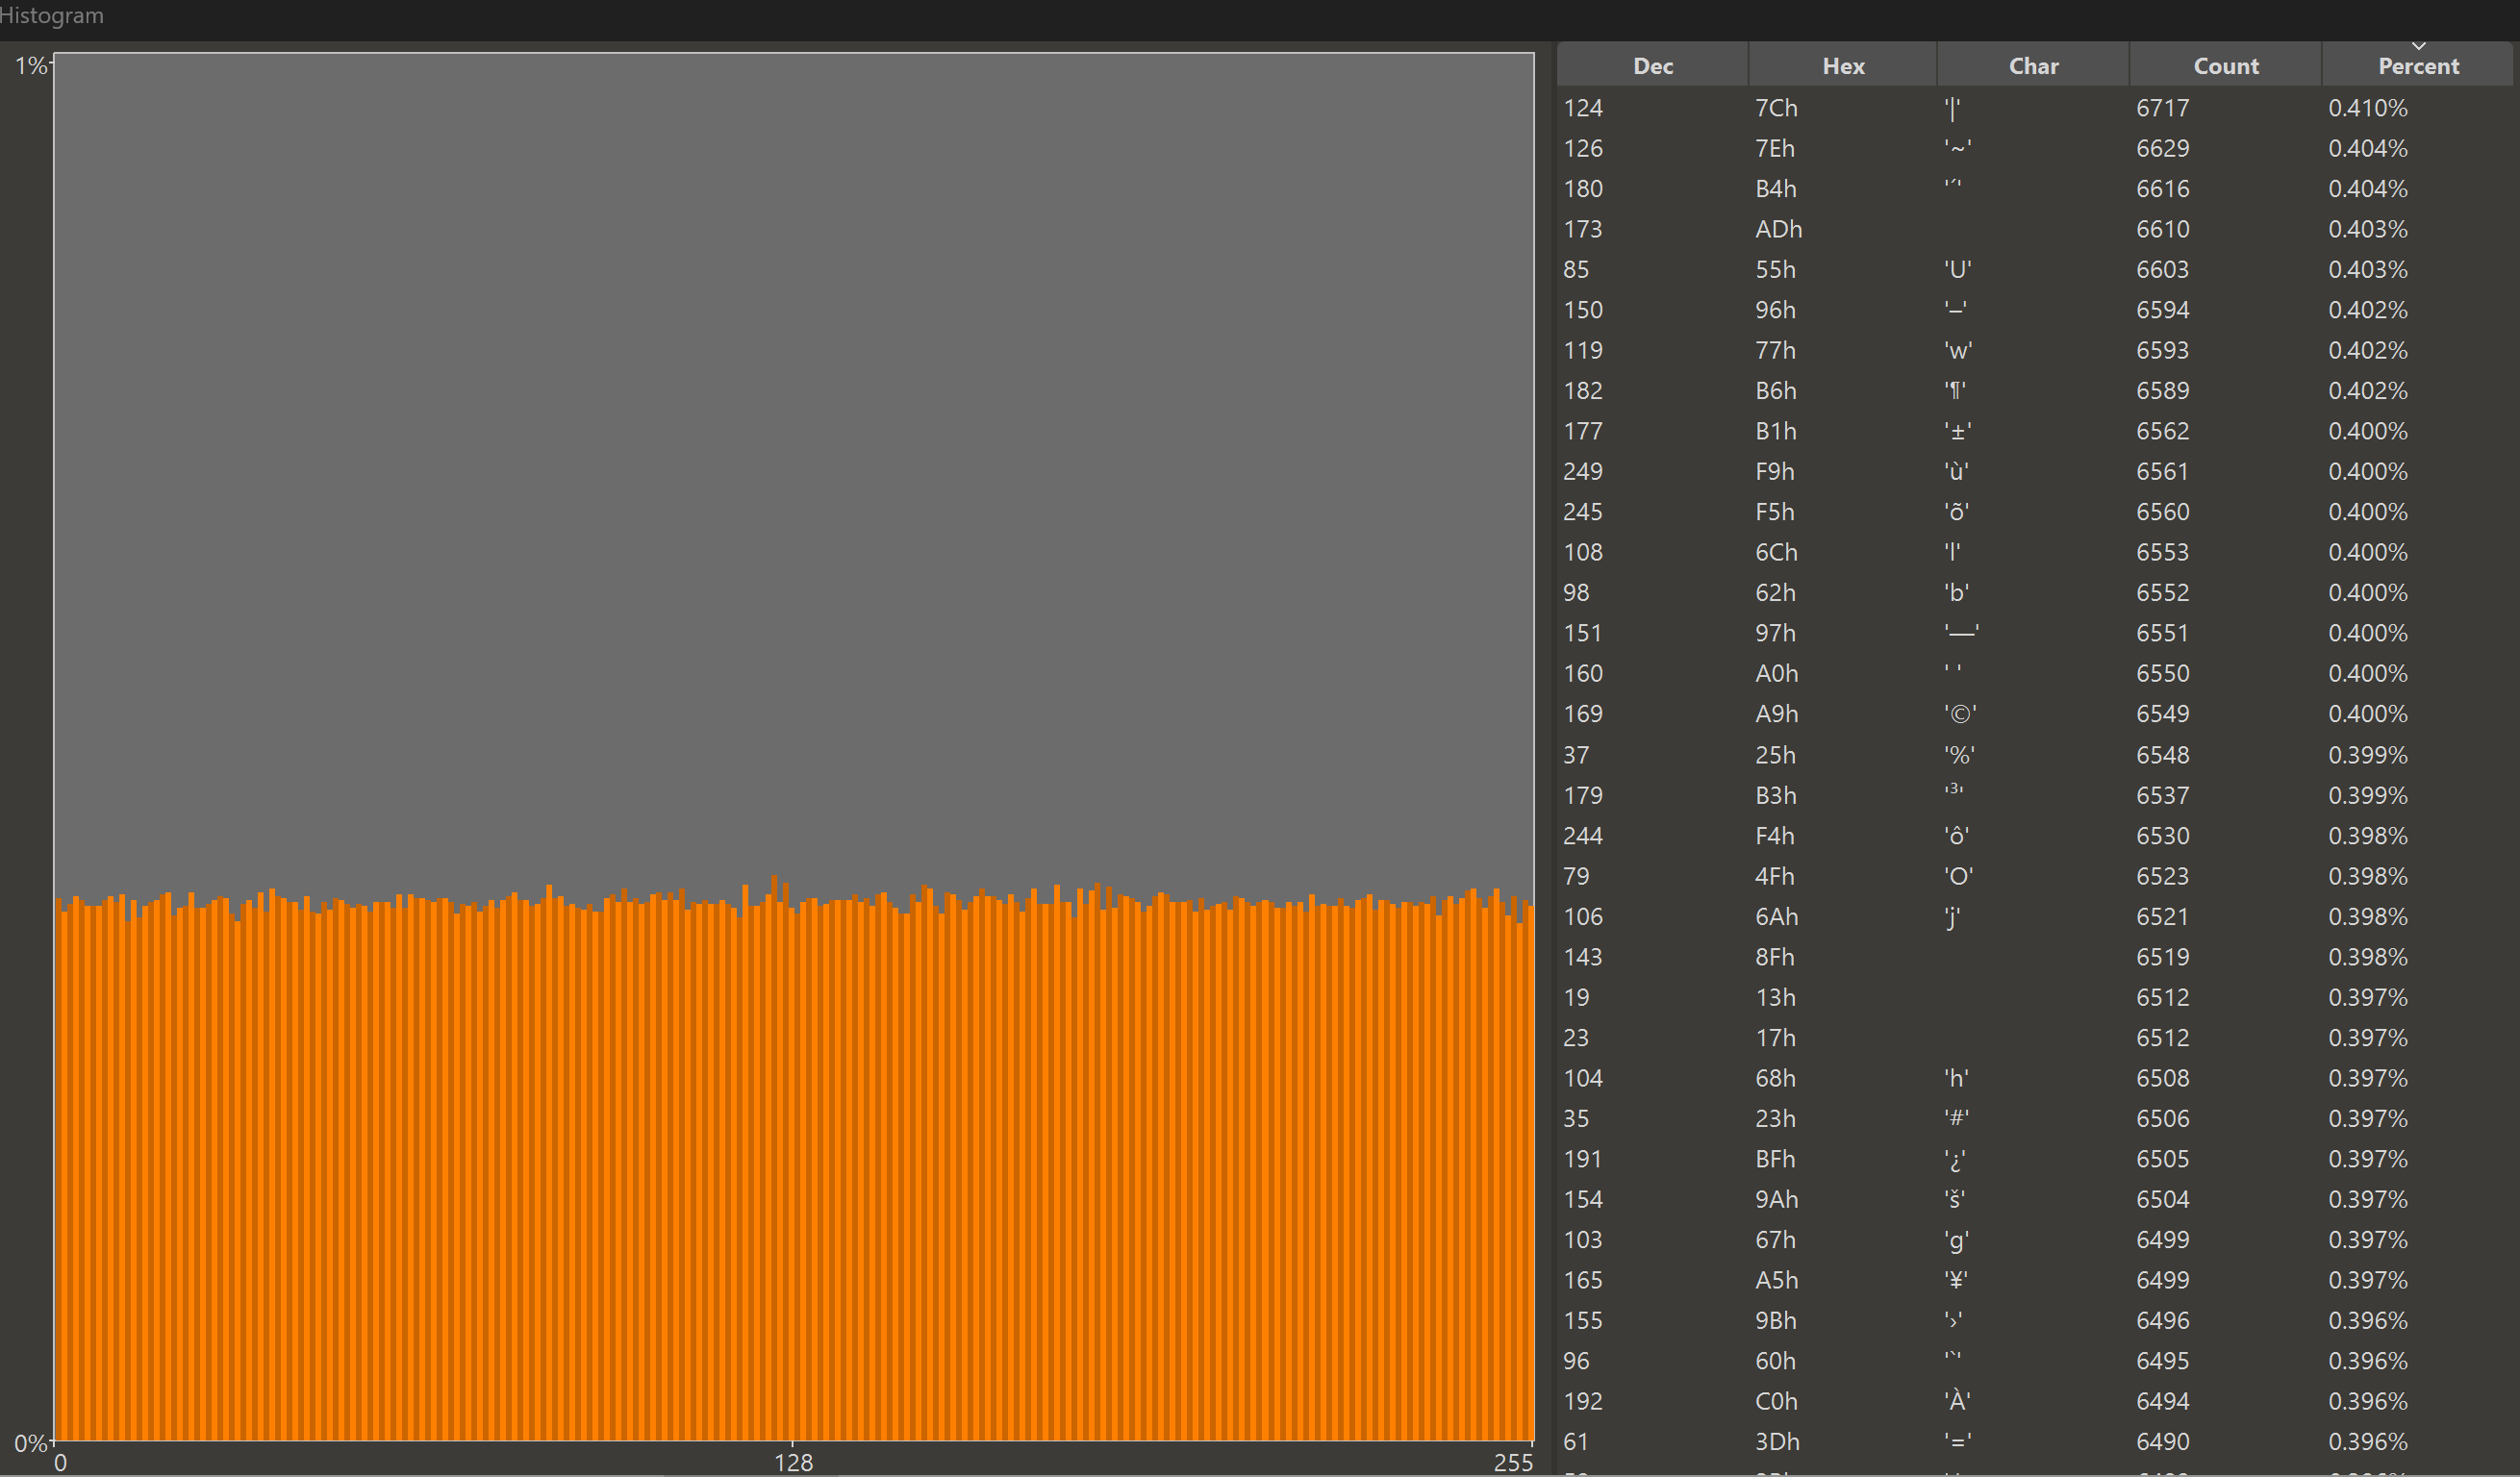 Histogram
1%
0%
0 128 255
Dec Hex Char Count Percent
124 7Ch '|' 6717 0.410%
126 7Eh '~' 6629 0.404%
180 B4h '´' 6616 0.404%
173 ADh 6610 0.403%
85 55h 'U' 6603 0.403%
150 96h '–' 6594 0.402%
119 77h 'w' 6593 0.402%
182 B6h '¶' 6589 0.402%
177 B1h '±' 6562 0.400%
249 F9h 'ù' 6561 0.400%
245 F5h 'õ' 6560 0.400%
108 6Ch 'l' 6553 0.400%
98 62h 'b' 6552 0.400%
151 97h '—' 6551 0.400%
160 A0h ' ' 6550 0.400%
169 A9h '©' 6549 0.400%
37 25h '%' 6548 0.399%
179 B3h '³' 6537 0.399%
244 F4h 'ô' 6530 0.398%
79 4Fh 'O' 6523 0.398%
106 6Ah 'j' 6521 0.398%
143 8Fh 6519 0.398%
19 13h 6512 0.397%
23 17h 6512 0.397%
104 68h 'h' 6508 0.397%
35 23h '#' 6506 0.397%
191 BFh '¿' 6505 0.397%
154 9Ah 'š' 6504 0.397%
103 67h 'g' 6499 0.397%
165 A5h '¥' 6499 0.397%
155 9Bh '›' 6496 0.396%
96 60h '`' 6495 0.396%
192 C0h 'À' 6494 0.396%
61 3Dh '=' 6490 0.396%